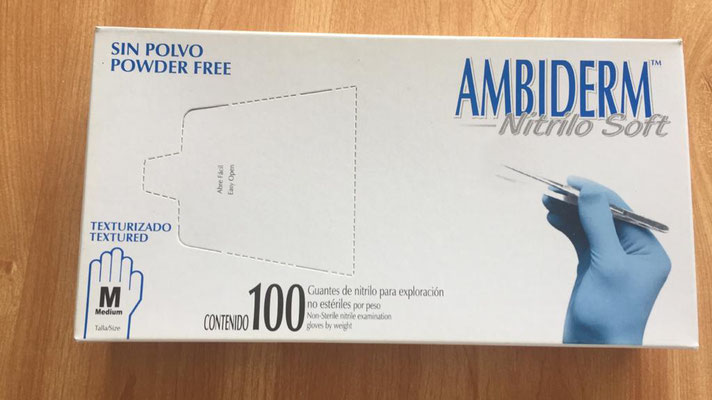 SIN POLVO
POWDER FREE
AMBIDERM™
Nitrilo Soft
Abre Fácil
Easy Open
TEXTURIZADO
TEXTURED
M
Medium
Talla/Size
CONTENIDO 100
Guantes de nitrilo para exploración
no estériles por peso
Non-Sterile nitrile examination
gloves by weight